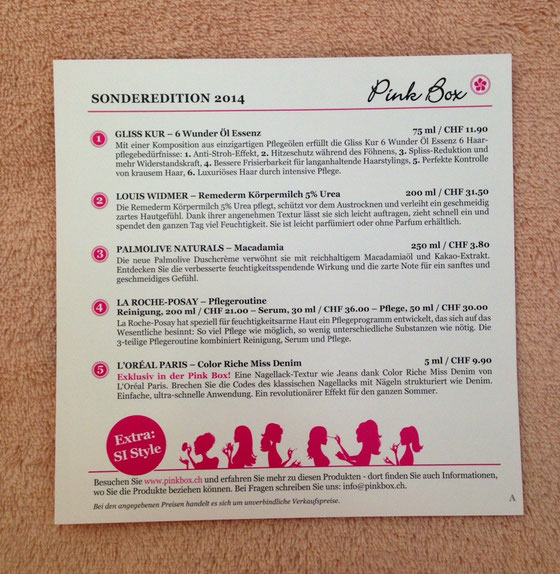 SONDEREDITION 2014
Pink Box
1
GLISS KUR – 6 Wunder Öl Essenz 75 ml / CHF 11.90
Mit einer Komposition aus einzigartigen Pflegeölen erfüllt die Gliss Kur 6 Wunder Öl Essenz 6 Haar-
pflegebedürfnisse: 1. Anti-Stroh-Effekt, 2. Hitzeschutz während des Föhnens, 3. Spliss-Reduktion und
mehr Widerstandskraft, 4. Bessere Frisierbarkeit für langanhaltende Haarstylings, 5. Perfekte Kontrolle
von krausem Haar, 6. Luxuriöses Haar durch intensive Pflege.
2
LOUIS WIDMER – Remederm Körpermilch 5% Urea 200 ml / CHF 31.50
Die Remederm Körpermilch 5% Urea pflegt, schützt vor dem Austrocknen und verleiht ein geschmeidig
zartes Hautgefühl. Dank ihrer angenehmen Textur lässt sie sich leicht auftragen, zieht schnell ein und
spendet den ganzen Tag viel Feuchtigkeit. Sie ist leicht parfümiert oder ohne Parfum erhältlich.
3
PALMOLIVE NATURALS – Macadamia 250 ml / CHF 3.80
Die neue Palmolive Duschcrème verwöhnt sie mit reichhaltigem Macadamiaöl und Kakao-Extrakt.
Entdecken Sie die verbesserte feuchtigkeitsspendende Wirkung und die zarte Note für ein sanftes und
geschmeidiges Gefühl.
4
LA ROCHE-POSAY – Pflegeroutine
Reinigung, 200 ml / CHF 21.00 – Serum, 30 ml / CHF 36.00 – Pflege, 50 ml / CHF 30.00
La Roche-Posay hat speziell für feuchtigkeitsarme Haut ein Pflegeprogramm entwickelt, das sich auf das
Wesentliche besinnt: So viel Pflege wie möglich, so wenig unterschiedliche Substanzen wie nötig. Die
3-teilige Pflegeroutine kombiniert Reinigung, Serum und Pflege.
5
L'ORÉAL PARIS – Color Riche Miss Denim 5 ml / CHF 9.90
Exklusiv in der Pink Box! Eine Nagellack-Textur wie Jeans dank Color Riche Miss Denim von
L'Oréal Paris. Brechen Sie die Codes des klassischen Nagellacks mit Nägeln strukturiert wie Denim.
Einfache, ultra-schnelle Anwendung. Ein revolutionärer Effekt für den ganzen Sommer.
Extra:
SI Style
Besuchen Sie www.pinkbox.ch und erfahren Sie mehr zu diesen Produkten - dort finden Sie auch Informationen,
wo Sie die Produkte beziehen können. Bei Fragen schreiben Sie uns: info@pinkbox.ch.
Bei den angegebenen Preisen handelt es sich um unverbindliche Verkaufspreise.
A